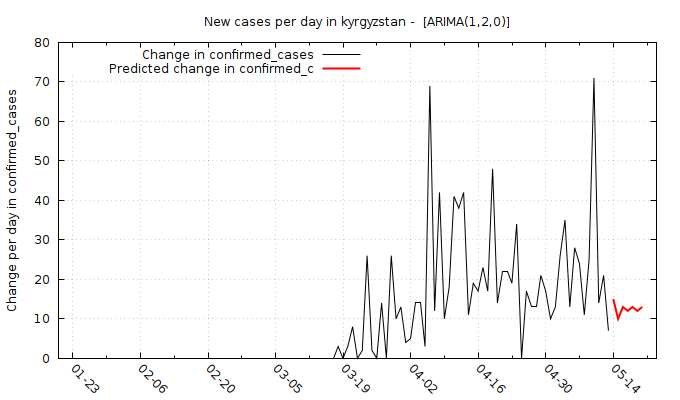 New cases per day in kyrgyzstan -  [ARIMA(1,2,0)]
Change in confirmed_cases
Predicted change in confirmed_c
Change per day in confirmed_cases
80
70
60
50
40
30
20
10
0
01-23 02-06 02-20 03-05 03-19 04-02 04-16 04-30 05-14